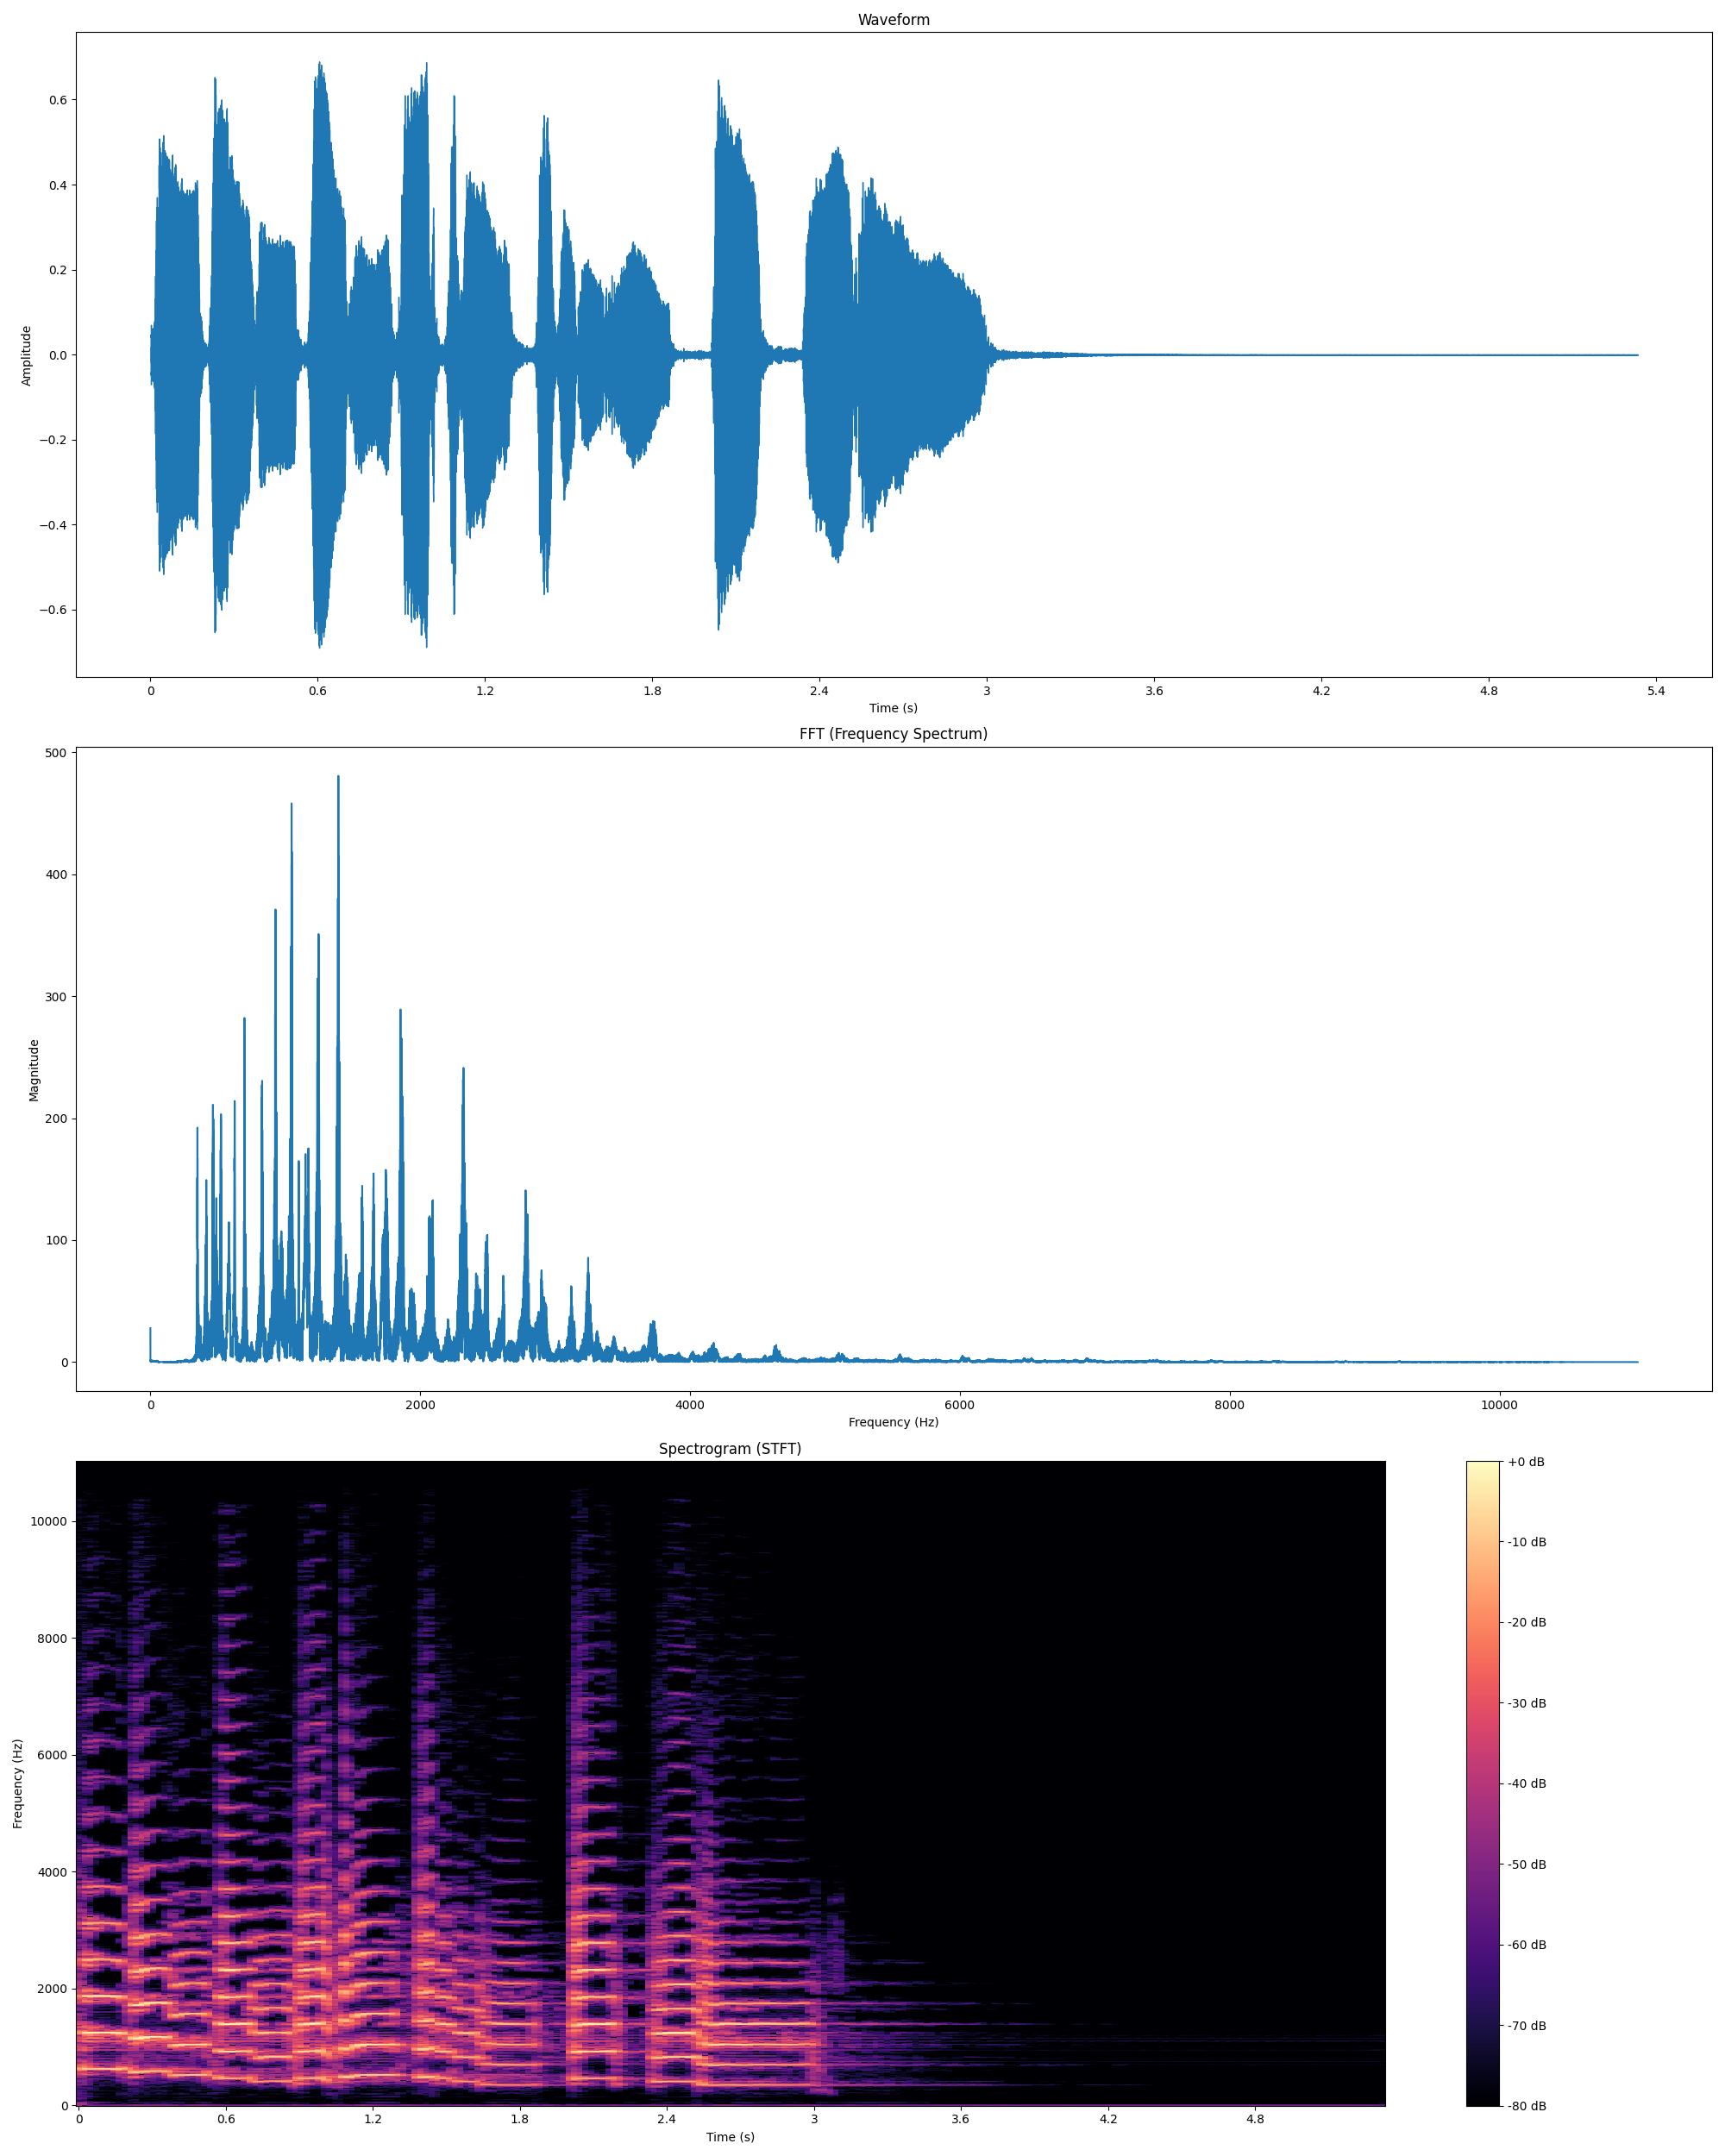 Waveform
0.6
0.4
0.2
0.0
−0.2
−0.4
−0.6
Amplitude
0 0.6 1.2 1.8 2.4 3 3.6 4.2 4.8 5.4
Time (s)
FFT (Frequency Spectrum)
500
400
300
200
100
0
Magnitude
0 2000 4000 6000 8000 10000
Frequency (Hz)
Spectrogram (STFT)
10000
8000
6000
4000
2000
0
Frequency (Hz)
0 0.6 1.2 1.8 2.4 3 3.6 4.2 4.8
Time (s)
+0 dB
-10 dB
-20 dB
-30 dB
-40 dB
-50 dB
-60 dB
-70 dB
-80 dB